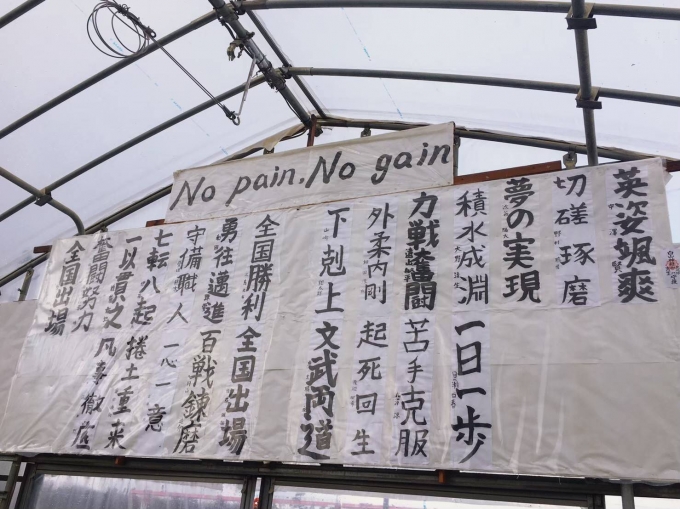 No pain. No gain
英姿颯爽
切磋琢磨
夢の実現
積水成淵
一日一歩
力戦奮闘
苦手克服
外柔内剛
起死回生
下剋上
文武両道
全国勝利
全国出場
勇往邁進
百戦錬磨
守備職人
一心一意
七転八起
捲土重来
一以貫之
凡事徹底
奮闘努力
全国出場